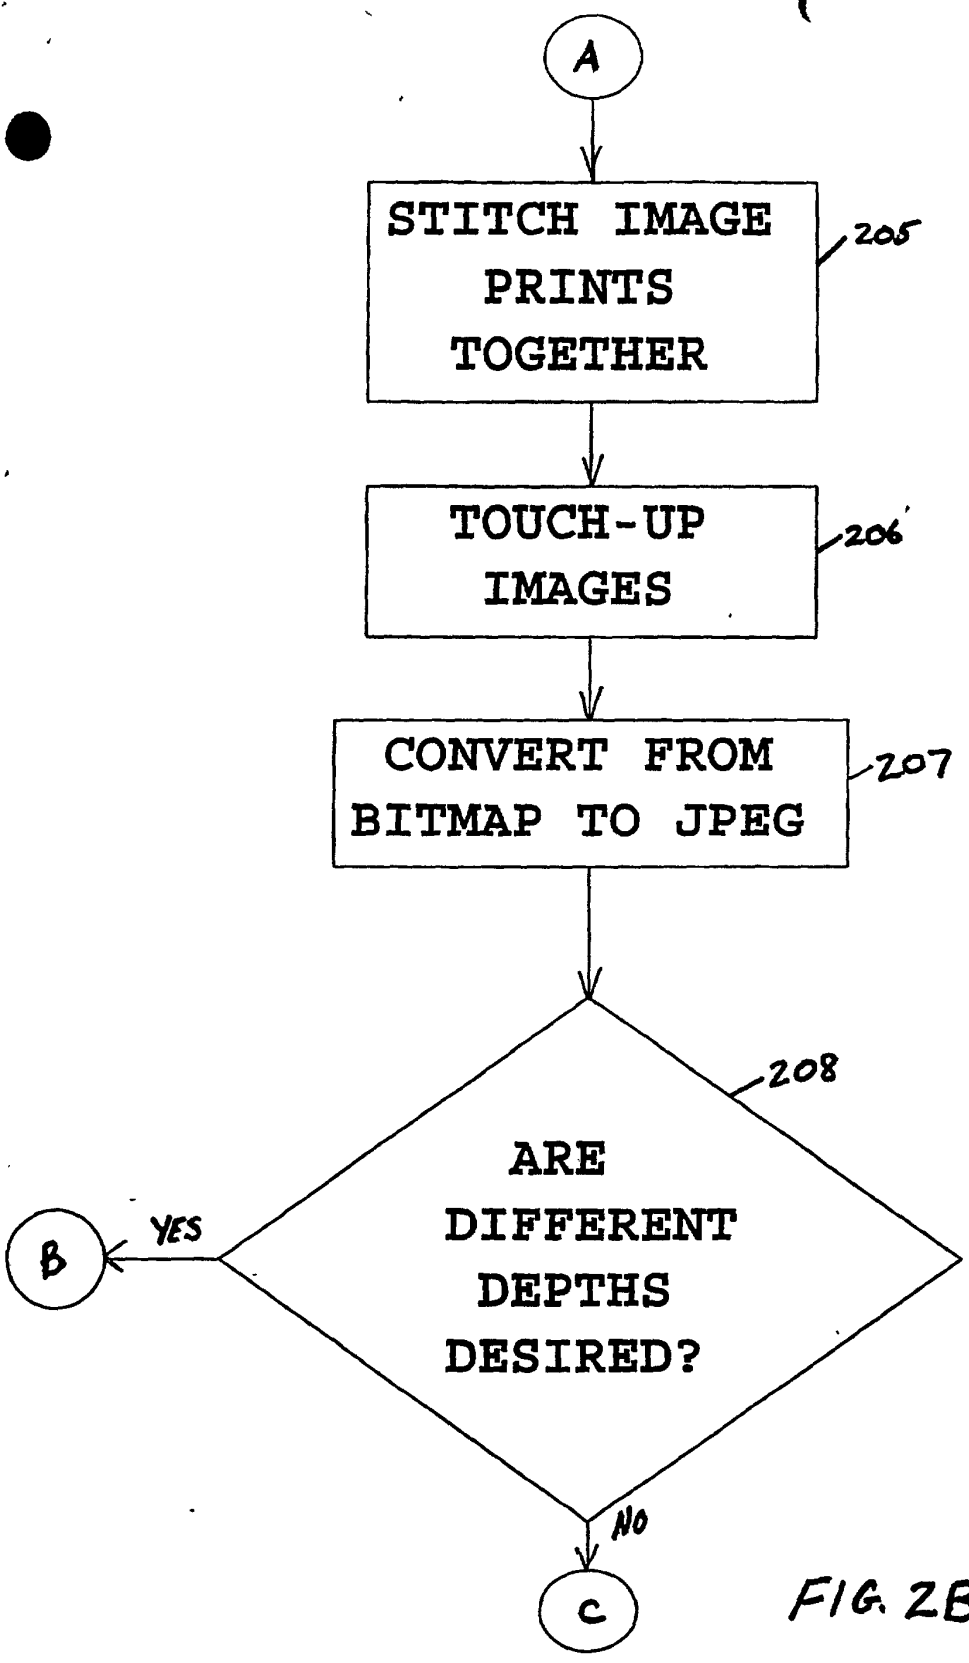 A
STITCH IMAGE
PRINTS
TOGETHER
205
TOUCH-UP
IMAGES
206
CONVERT FROM
BITMAP TO JPEG
207
208
ARE
DIFFERENT
DEPTHS
DESIRED?
YES
B
NO
C
FIG. 2B